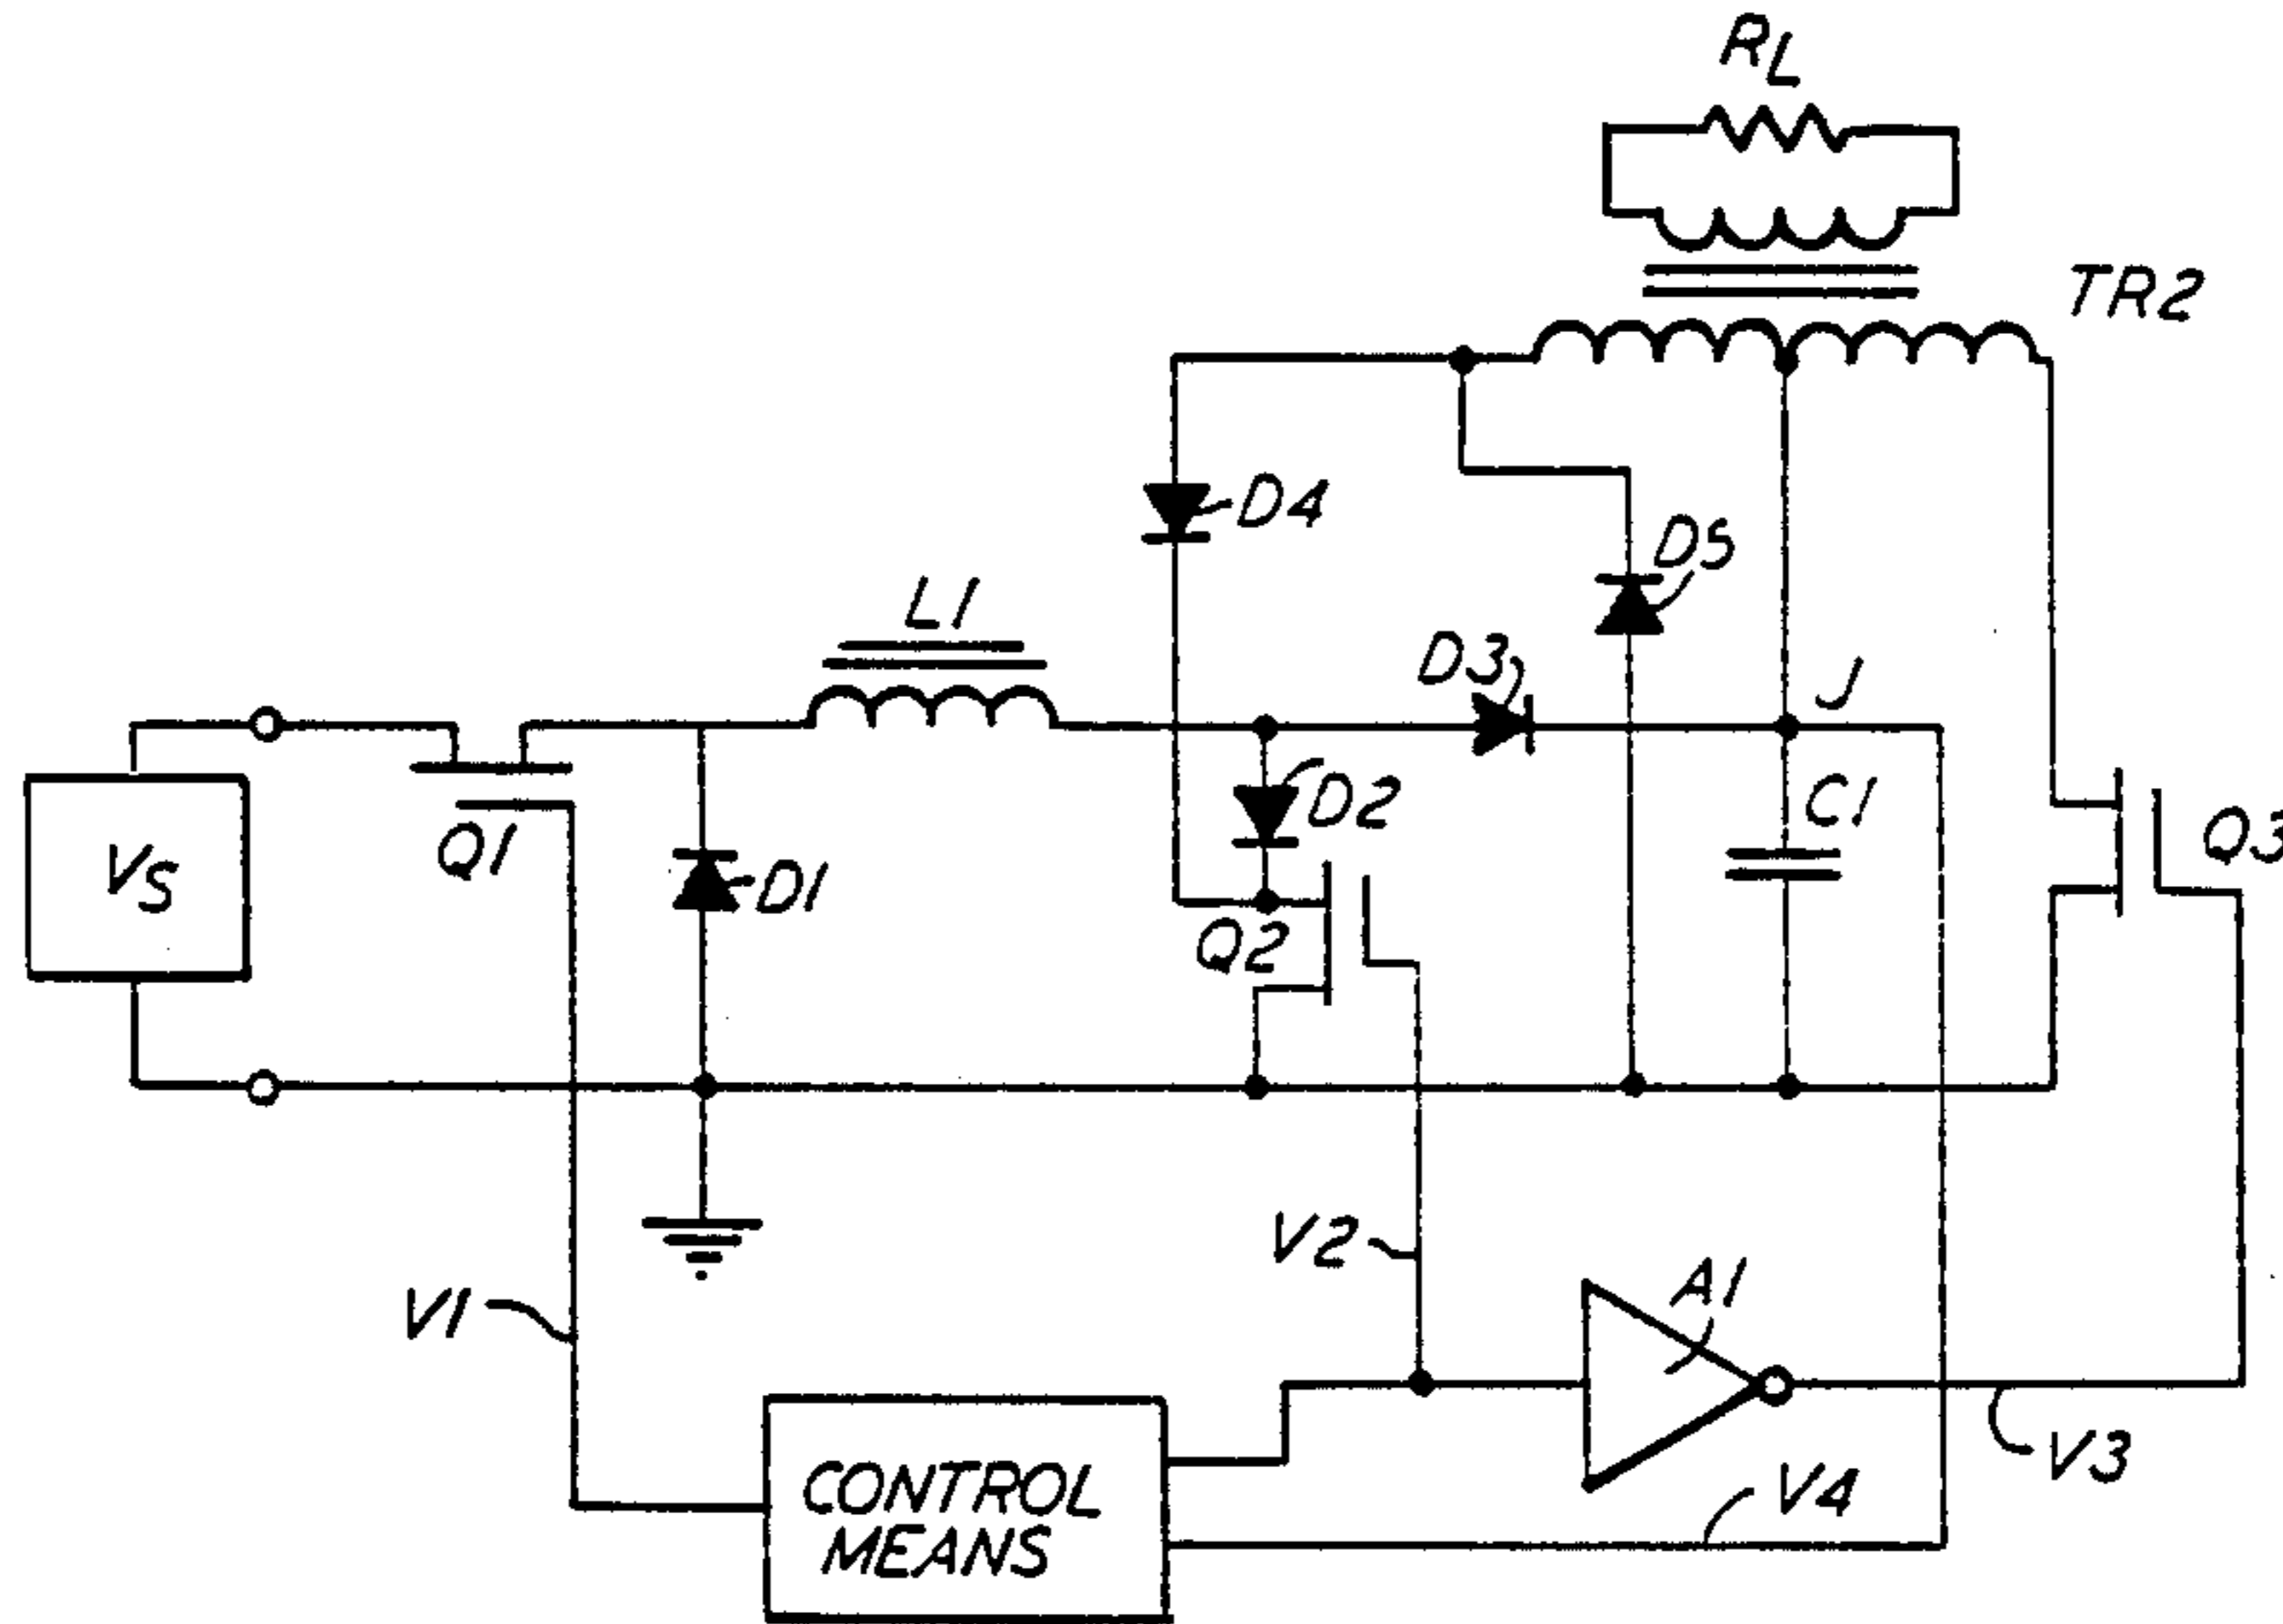 RL
TR2
D4
D5
L1
D3
J
D2
C1
Q3
Q1
VS
D1
Q2
V2
A1
V1
V3
V4
CONTROL
MEANS